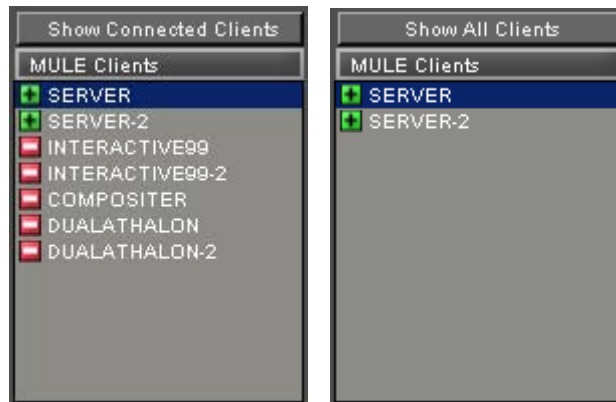 Show Connected Clients
MULE Clients
SERVER
SERVER-2
INTERACTIVE99
INTERACTIVE99-2
COMPOSITER
DUALATHALON
DUALATHALON-2
Show All Clients
MULE Clients
SERVER
SERVER-2